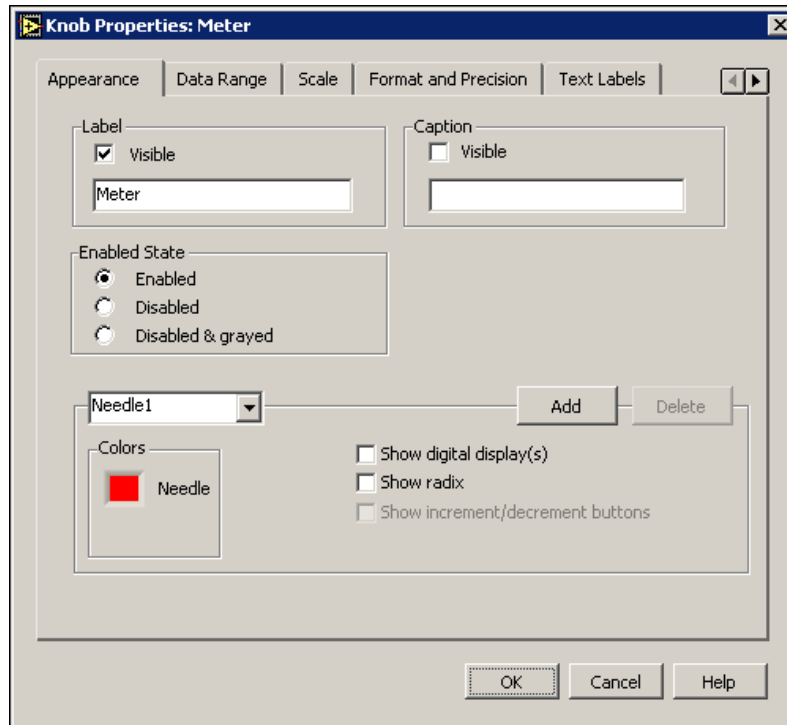 Knob Properties: Meter
Appearance Data Range Scale Format and Precision Text Labels
Label
Visible
Meter
Caption
Visible
Enabled State
Enabled
Disabled
Disabled & grayed
Needle1
Add
Delete
Colors
Needle
Show digital display(s)
Show radix
Show increment/decrement buttons
OK Cancel Help